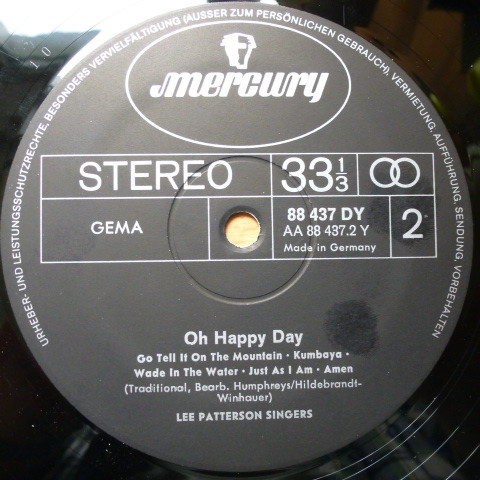 URHEBER- UND LEISTUNGSSCHUTZRECHTE, BESONDERS VERVIELFÄLTIGUNG (AUSSER ZUM PERSÖNLICHEN GEBRAUCH), VERMIETUNG, AUFFÜHRUNG, SENDUNG, VORBEHALTEN
mercury
STEREO 33 1/3
GEMA
88 437 DY
AA 88 437.2 Y
Made in Germany
2
Oh Happy Day
Go Tell It On The Mountain · Kumbaya ·
Wade In The Water · Just As I Am · Amen
(Traditional, Bearb. Humphreys/Hildebrandt-
Winhauer)
LEE PATTERSON SINGERS